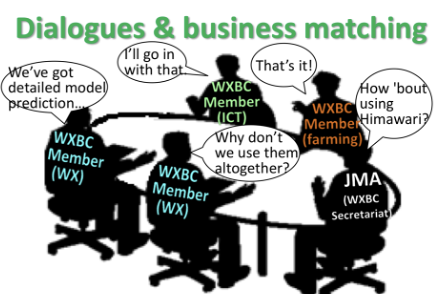 Dialogues & business matching
I'll go in
with that.
We've got
detailed model
prediction...
That's it!
How 'bout
using
Himawari?
WXBC
Member
(ICT)
WXBC
Member
(farming)
Why don't
we use them
altogether?
WXBC
Member
(WX)
WXBC
Member
(WX)
JMA
(WXBC
Secretariat)